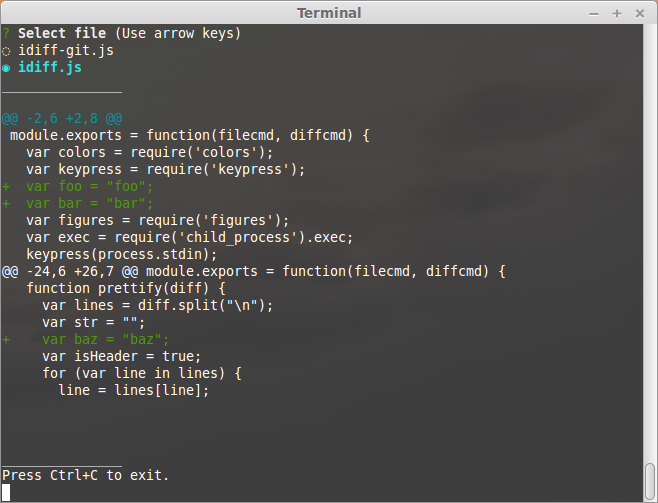 Terminal
? Select file (Use arrow keys)
◌ idiff-git.js
◉ idiff.js
_______________
@@ -2,6 +2,8 @@
 module.exports = function(filecmd, diffcmd) {
   var colors = require('colors');
   var keypress = require('keypress');
+  var foo = "foo";
+  var bar = "bar";
   var figures = require('figures');
   var exec = require('child_process').exec;
   keypress(process.stdin);
@@ -24,6 +26,7 @@ module.exports = function(filecmd, diffcmd) {
   function prettify(diff) {
     var lines = diff.split("\n");
     var str = "";
+    var baz = "baz";
     var isHeader = true;
     for (var line in lines) {
       line = lines[line];
_______________
Press Ctrl+C to exit.